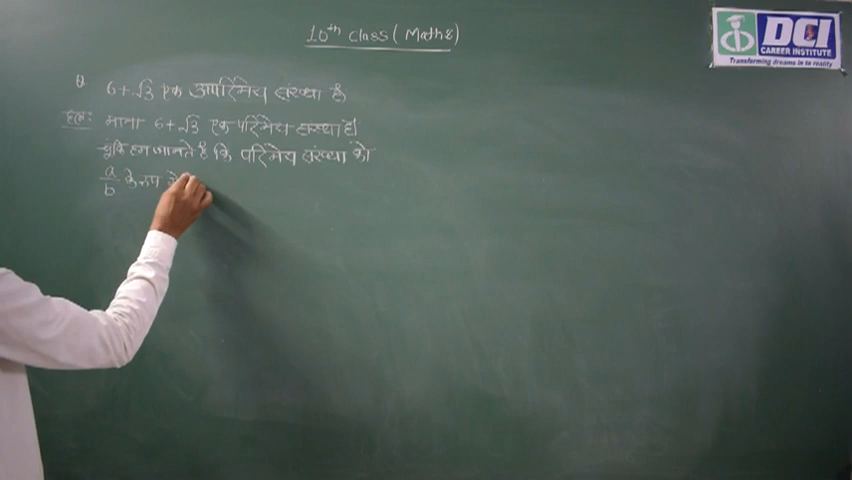 10th Class (Maths)
DCI
CAREER INSTITUTE
Transforming dreams in to reality
Q 6+√3 एक अपरिमेय संख्या है
हल: माना 6+√3 एक परिमेय संख्या है।
चूंकि हम जानते है कि परिमेय संख्या को
a/b के रूप मे